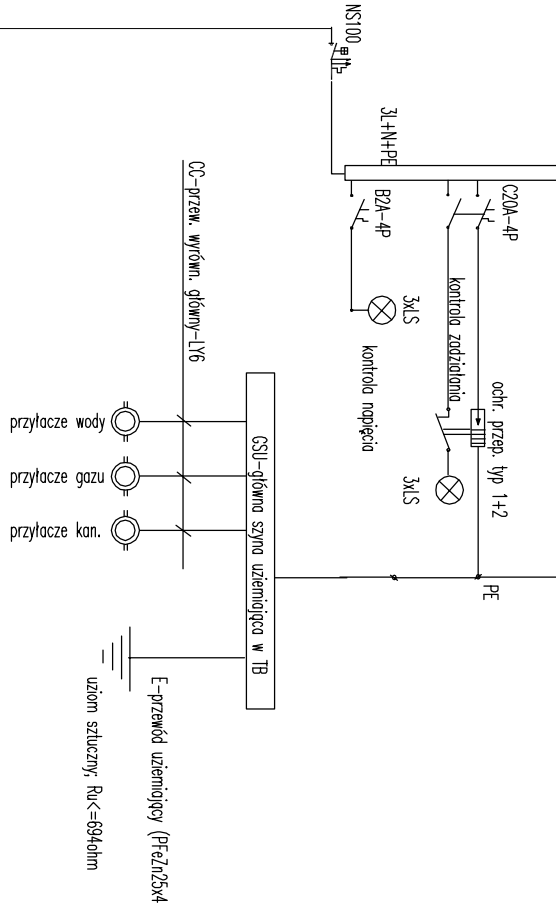 NS100
3L+N+PE
B2A-4P
C20A-4P
3xLS
kontrola napięcia
kontrola zadziałania
ochr. przep. typ 1+2
3xLS
CC-przew. wyrówn. główny-LY6
GSU-główna szyna uziemiająca w TB
PE
przyłacze wody
przyłacze gazu
przyłacze kan.
E-przewód uziemiający (PFeZn25x4
uziom sztuczny; Ru<=694ohm